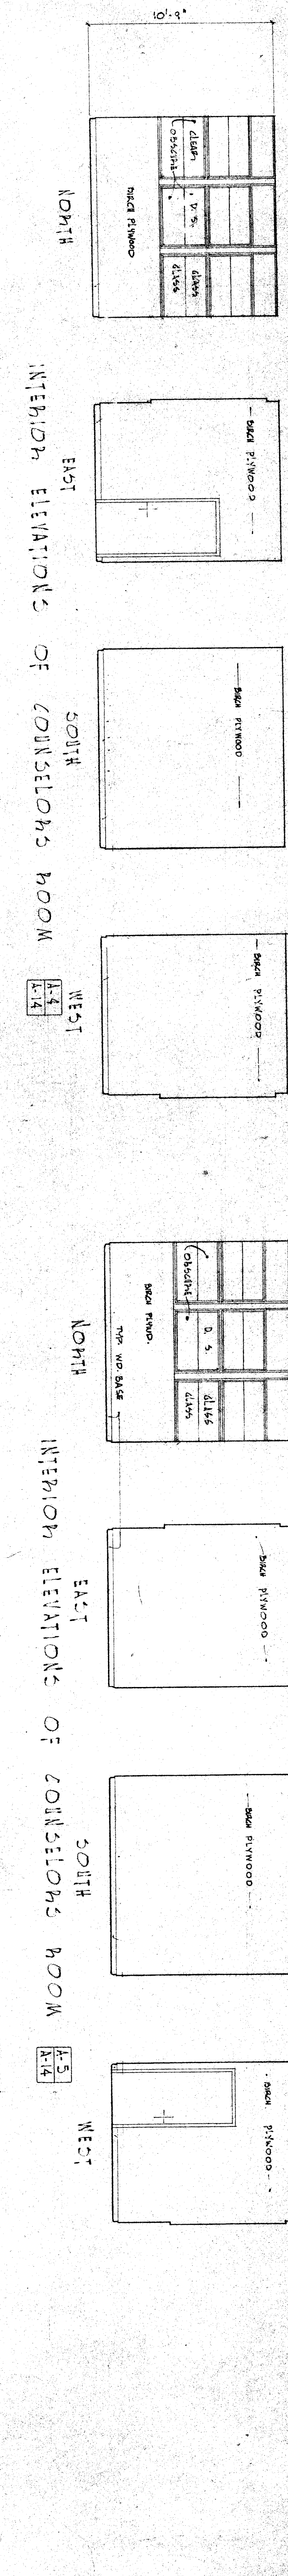 10'-9"
CLEAR
OBSCURE
D. S.
GLASS
GLASS
BIRCH PLYWOOD
NORTH
BIRCH PLYWOOD
EAST
BIRCH PLYWOOD
SOUTH
BIRCH PLYWOOD
WEST
INTERIOR ELEVATIONS OF COUNSELORS ROOM
A-4
A-14
OBSCURE
D. S.
GLASS
GLASS
BIRCH PLYWD.
TYP. WD. BASE
NORTH
BIRCH PLYWOOD
EAST
BIRCH PLYWOOD
SOUTH
BIRCH PLYWOOD
WEST
INTERIOR ELEVATIONS OF COUNSELORS ROOM
A-5
A-14